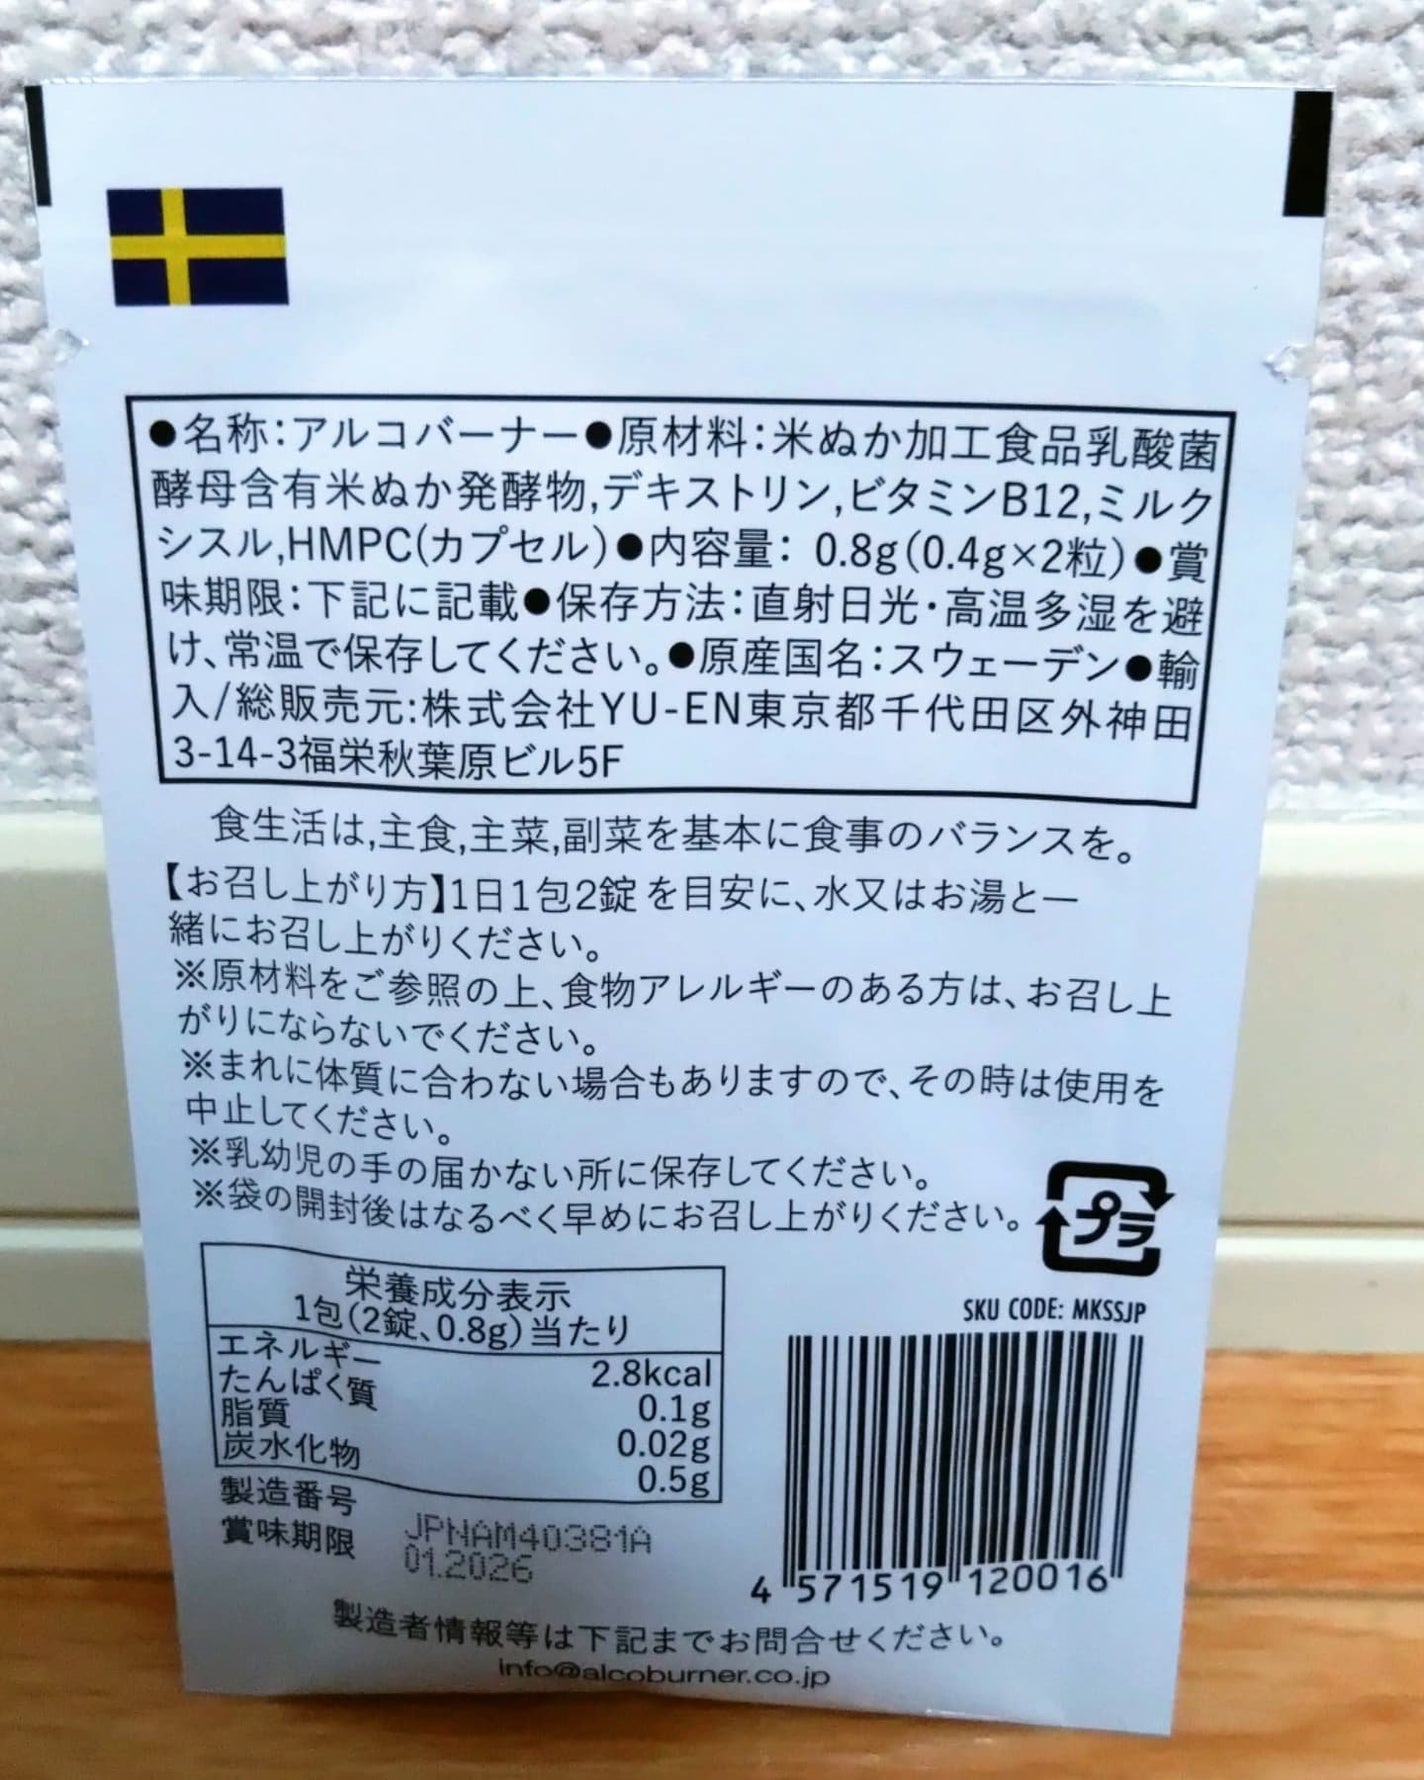 ●名称:アルコバーナー●原材料:米ぬか加工食品乳酸菌
酵母含有米ぬか発酵物,デキストリン,ビタミンB12,ミルク
シスル,HMPC(カプセル)●内容量: 0.8g(0.4g×2粒)●賞
味期限:下記に記載●保存方法:直射日光・高温多湿を避
け、常温で保存してください。●原産国名:スウェーデン●輸
入/総販売元:株式会社YU-EN東京都千代田区外神田
3-14-3福栄秋葉原ビル5F
食生活は,主食,主菜,副菜を基本に食事のバランスを。
【お召し上がり方】1日1包2錠を目安に、水又はお湯と一
緒にお召し上がりください。
※原材料をご参照の上、食物アレルギーのある方は、お召し上
がりにならないでください。
※まれに体質に合わない場合もありますので、その時は使用を
中止してください。
※乳幼児の手の届かない所に保存してください。
※袋の開封後はなるべく早めにお召し上がりください。
プラ
栄養成分表示
1包(2錠、0.8g)当たり
エネルギー 2.8kcal
たんぱく質 0.1g
脂質 0.02g
炭水化物 0.5g
製造番号 JPNAM40381A
賞味期限 01.2026
SKU CODE: MKSSJP
4 571519 120016
製造者情報等は下記までお問合せください。
info@alcoburner.co.jp